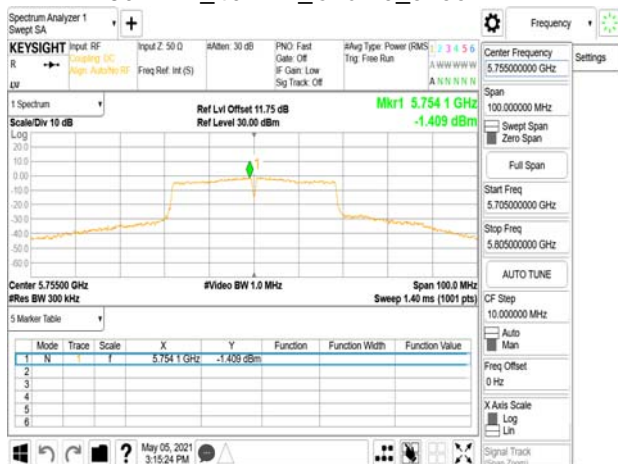 Spectrum Analyzer 1
Swept SA
Frequency
KEYSIGHT
Input: RF
Coupling: DC
Align: Auto/No RF
Input Z: 50 Ω
Freq Ref: Int (S)
#Atten: 30 dB
PNO: Fast
Gate: Off
IF Gain: Low
Sig Track: Off
#Avg Type: Power (RMS
Trig: Free Run
1 2 3 4 5 6
A W W W W W
A N N N N N
R
LV
Center Frequency
5.755000000 GHz
Settings
Span
100.000000 MHz
Swept Span
Zero Span
Full Span
Start Freq
5.705000000 GHz
Stop Freq
5.805000000 GHz
AUTO TUNE
CF Step
10.000000 MHz
Auto
Man
Freq Offset
0 Hz
X Axis Scale
Log
Lin
Signal Track
(Span Zoom)
1 Spectrum
Scale/Div 10 dB
Ref Lvl Offset 11.75 dB
Ref Level 30.00 dBm
Mkr1 5.754 1 GHz
-1.409 dBm
Log
20.0
10.0
0.00
-10.0
-20.0
-30.0
-40.0
-50.0
-60.0
1
Center 5.75500 GHz
#Res BW 300 kHz
#Video BW 1.0 MHz
Span 100.0 MHz
Sweep 1.40 ms (1001 pts)
5 Marker Table
Mode Trace Scale X Y Function Function Width Function Value
1 N 1 f 5.754 1 GHz -1.409 dBm
2
3
4
5
6
May 05, 2021
3:15:24 PM